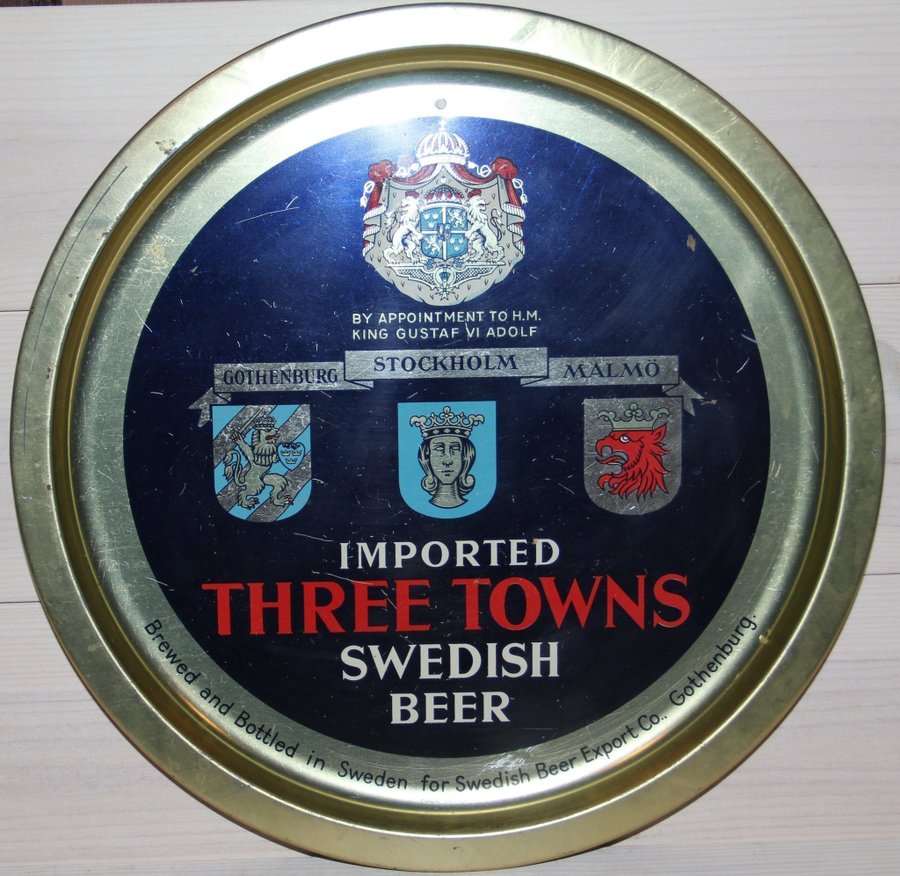 BY APPOINTMENT TO H.M.
KING GUSTAF VI ADOLF
GOTHENBURG
STOCKHOLM
MALMÖ
IMPORTED
THREE TOWNS
SWEDISH
BEER
Brewed and Bottled in Sweden for Swedish Beer Export Co., Gothenburg.